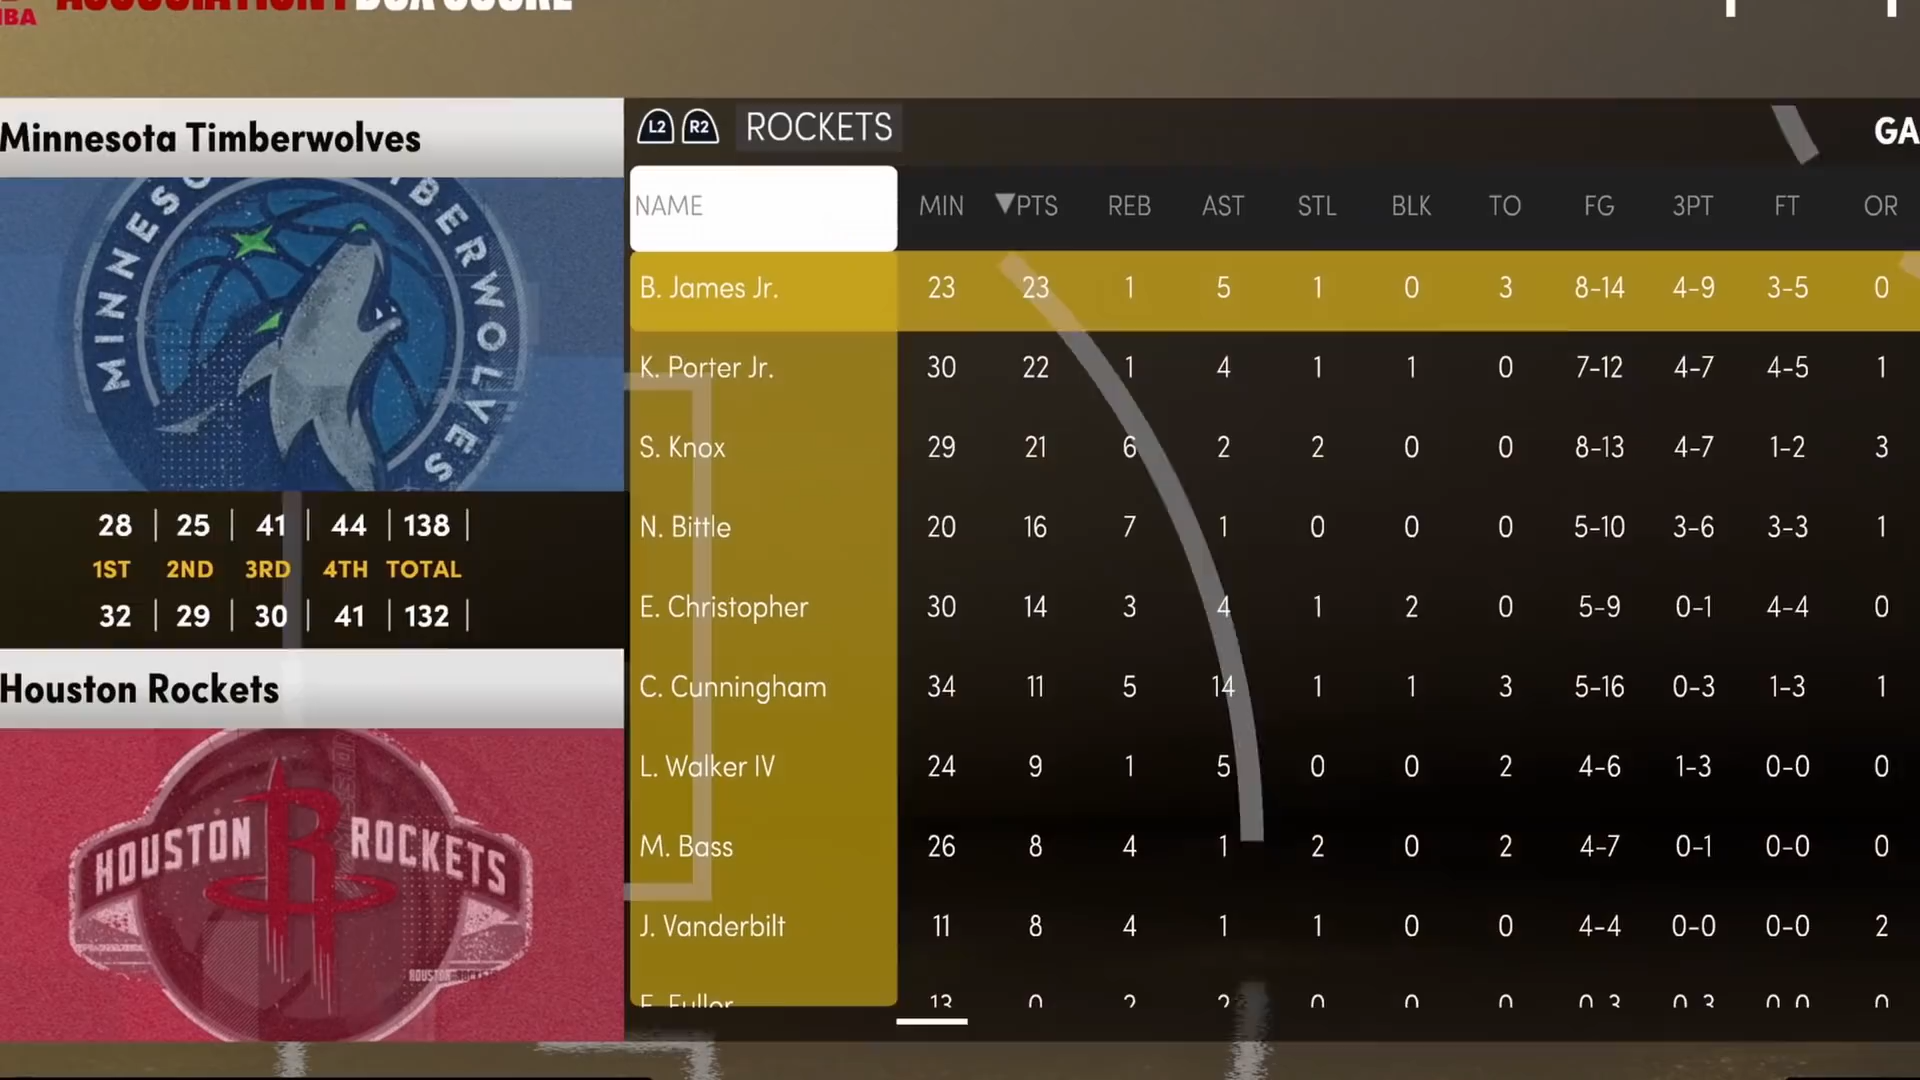 Minnesota Timberwolves
MINNESO
TIMBERWOLVES
28 | 25 | 41 | 44 | 138 |
1ST 2ND 3RD 4TH TOTAL
32 | 29 | 30 | 41 | 132 |
Houston Rockets
HOUSTON ROCKETS
L2 R2 ROCKETS GA
NAME MIN ▼PTS REB AST STL BLK TO FG 3PT FT OR
B. James Jr. 23 23 1 5 1 0 3 8-14 4-9 3-5 0
K. Porter Jr. 30 22 1 4 1 1 0 7-12 4-7 4-5 1
S. Knox 29 21 6 2 2 0 0 8-13 4-7 1-2 3
N. Bittle 20 16 7 1 0 0 0 5-10 3-6 3-3 1
E. Christopher 30 14 3 4 1 2 0 5-9 0-1 4-4 0
C. Cunningham 34 11 5 14 1 1 3 5-16 0-3 1-3 1
L. Walker IV 24 9 1 5 0 0 2 4-6 1-3 0-0 0
M. Bass 26 8 4 1 2 0 2 4-7 0-1 0-0 0
J. Vanderbilt 11 8 4 1 1 0 0 4-4 0-0 0-0 2